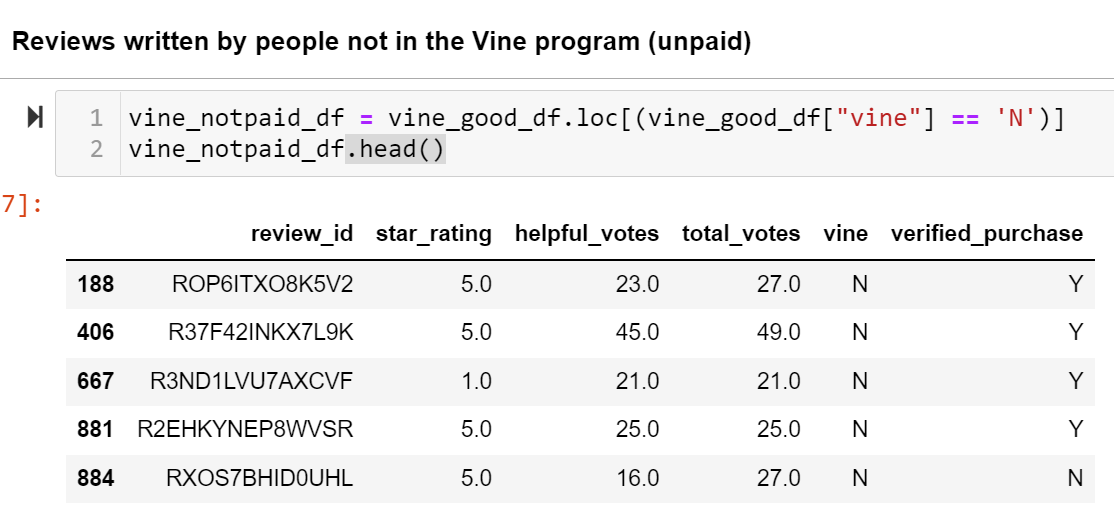 Reviews written by people not in the Vine program (unpaid)
1 vine_notpaid_df = vine_good_df.loc[(vine_good_df["vine"] == 'N')]
2 vine_notpaid_df.head()
7]:
review_id star_rating helpful_votes total_votes vine verified_purchase
188 ROP6ITXO8K5V2 5.0 23.0 27.0 N Y
406 R37F42INKX7L9K 5.0 45.0 49.0 N Y
667 R3ND1LVU7AXCVF 1.0 21.0 21.0 N Y
881 R2EHKYNEP8WVSR 5.0 25.0 25.0 N Y
884 RXOS7BHID0UHL 5.0 16.0 27.0 N N